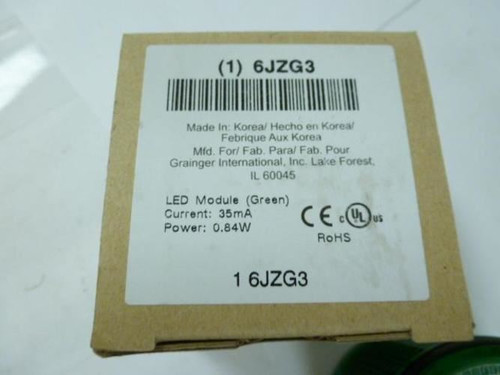 (1) 6JZG3
Made In: Korea/ Hecho en Korea/
Febrique Aux Korea
Mfd. For/ Fab. Para/ Fab. Pour
Grainger International, Inc. Lake Forest,
IL 60045
LED Module (Green)
Current: 35mA
Power: 0.84W
CE c UL us
RoHS
1 6JZG3